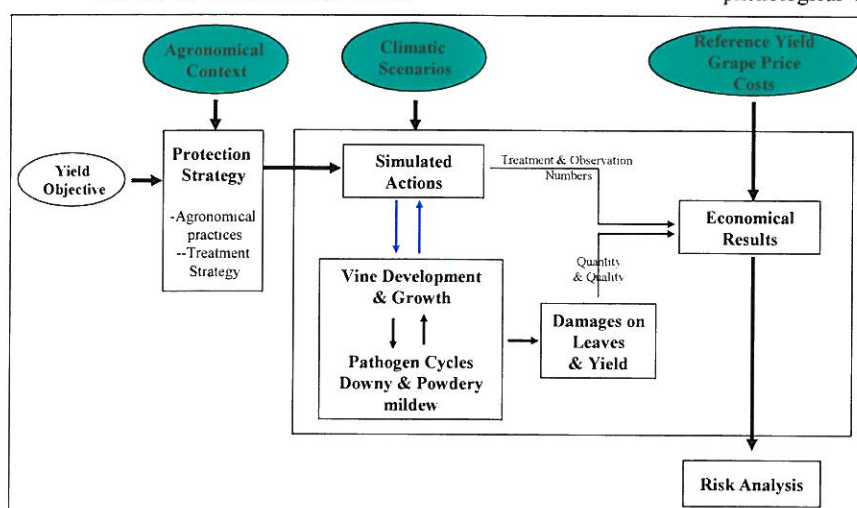 phenological
Agronomical
Context
Climatic
Scenarios
Reference Yield
Grape Price
Costs
Yield
Objective
Protection
Strategy
-Agronomical
practices
--Treatment
Strategy
Simulated
Actions
Treatment & Observation
Numbers
Economical
Results
Vine Development
& Growth
Quantity
& Quality
Pathogen Cycles
Downy & Powdery
mildew
Damages on
Leaves
& Yield
Risk Analysis